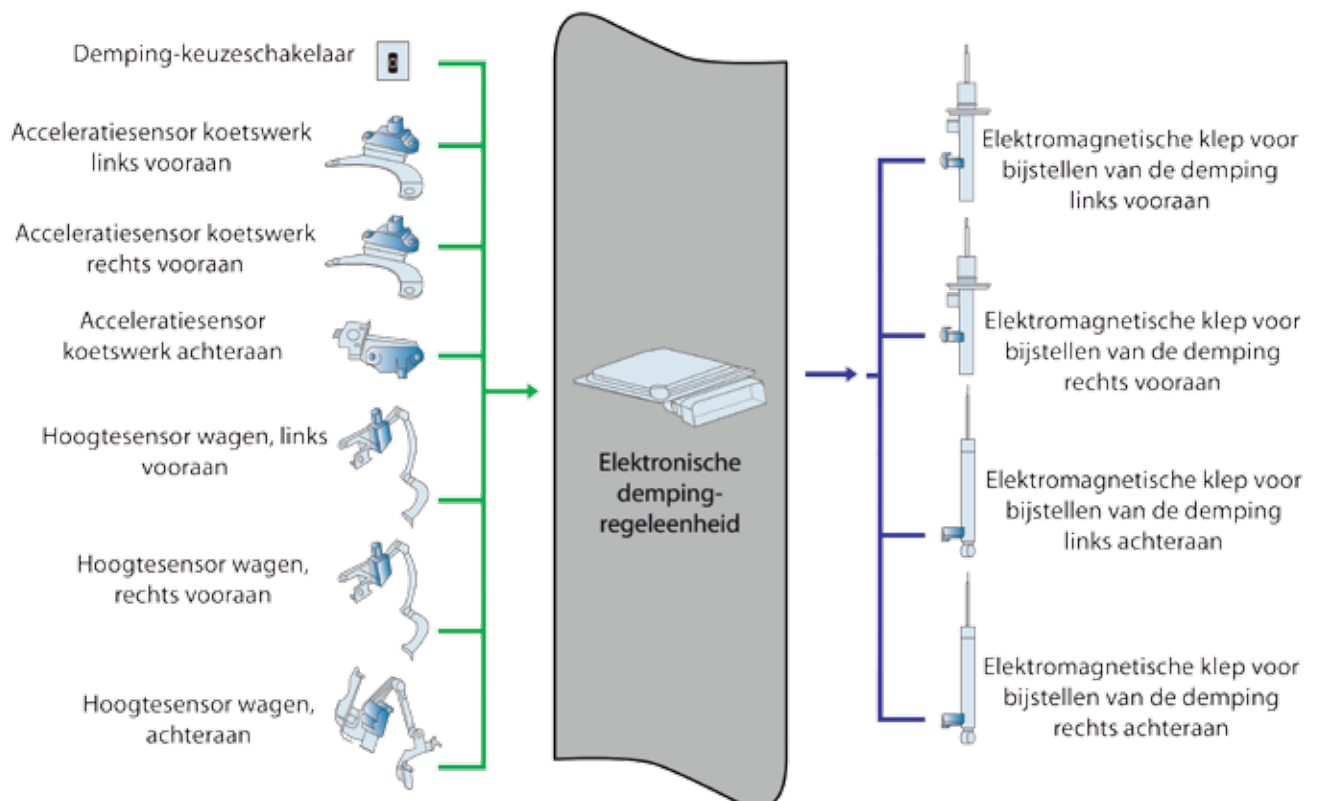 Demping-keuzeschakelaar
Acceleratiesensor koetswerk
links vooraan
Acceleratiesensor koetswerk
rechts vooraan
Acceleratiesensor
koetswerk achteraan
Hoogtesensor wagen, links
vooraan
Hoogtesensor wagen,
rechts vooraan
Hoogtesensor wagen,
achteraan
Elektronische
demping-
regeleenheid
Elektromagnetische klep voor
bijstellen van de demping
links vooraan
Elektromagnetische klep voor
bijstellen van de demping
rechts vooraan
Elektromagnetische klep voor
bijstellen van de demping
links achteraan
Elektromagnetische klep voor
bijstellen van de demping
rechts achteraan